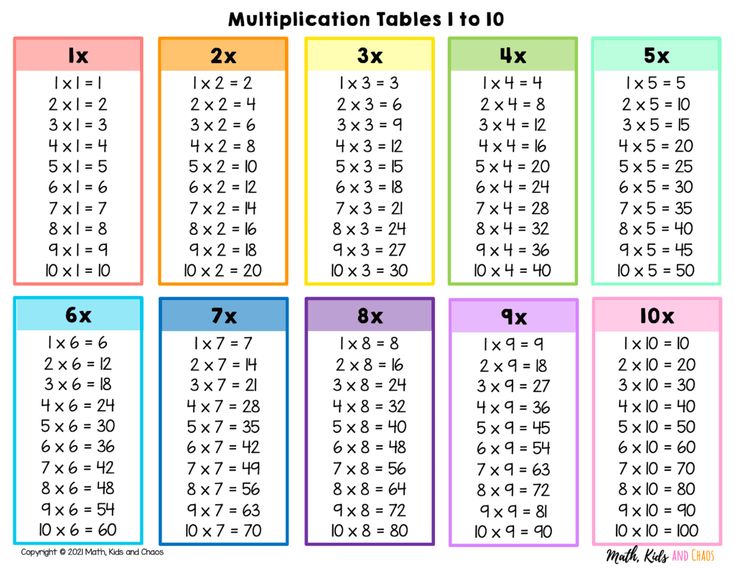 Multiplication Tables 1 to 10
1x
1 x 1 = 1
2 x 1 = 2
3 x 1 = 3
4 x 1 = 4
5 x 1 = 5
6 x 1 = 6
7 x 1 = 7
8 x 1 = 8
9 x 1 = 9
10 x 1 = 10
2x
1 x 2 = 2
2 x 2 = 4
3 x 2 = 6
4 x 2 = 8
5 x 2 = 10
6 x 2 = 12
7 x 2 = 14
8 x 2 = 16
9 x 2 = 18
10 x 2 = 20
3x
1 x 3 = 3
2 x 3 = 6
3 x 3 = 9
4 x 3 = 12
5 x 3 = 15
6 x 3 = 18
7 x 3 = 21
8 x 3 = 24
9 x 3 = 27
10 x 3 = 30
4x
1 x 4 = 4
2 x 4 = 8
3 x 4 = 12
4 x 4 = 16
5 x 4 = 20
6 x 4 = 24
7 x 4 = 28
8 x 4 = 32
9 x 4 = 36
10 x 4 = 40
5x
1 x 5 = 5
2 x 5 = 10
3 x 5 = 15
4 x 5 = 20
5 x 5 = 25
6 x 5 = 30
7 x 5 = 35
8 x 5 = 40
9 x 5 = 45
10 x 5 = 50
6x
1 x 6 = 6
2 x 6 = 12
3 x 6 = 18
4 x 6 = 24
5 x 6 = 30
6 x 6 = 36
7 x 6 = 42
8 x 6 = 48
9 x 6 = 54
10 x 6 = 60
7x
1 x 7 = 7
2 x 7 = 14
3 x 7 = 21
4 x 7 = 28
5 x 7 = 35
6 x 7 = 42
7 x 7 = 49
8 x 7 = 56
9 x 7 = 63
10 x 7 = 70
8x
1 x 8 = 8
2 x 8 = 16
3 x 8 = 24
4 x 8 = 32
5 x 8 = 40
6 x 8 = 48
7 x 8 = 56
8 x 8 = 64
9 x 8 = 72
10 x 8 = 80
9x
1 x 9 = 9
2 x 9 = 18
3 x 9 = 27
4 x 9 = 36
5 x 9 = 45
6 x 9 = 54
7 x 9 = 63
8 x 9 = 72
9 x 9 = 81
10 x 9 = 90
10x
1 x 10 = 10
2 x 10 = 20
3 x 10 = 30
4 x 10 = 40
5 x 10 = 50
6 x 10 = 60
7 x 10 = 70
8 x 10 = 80
9 x 10 = 90
10 x 10 = 100
Copyright © 2021 Math, Kids and Chaos
Math, Kids AND CHAOS